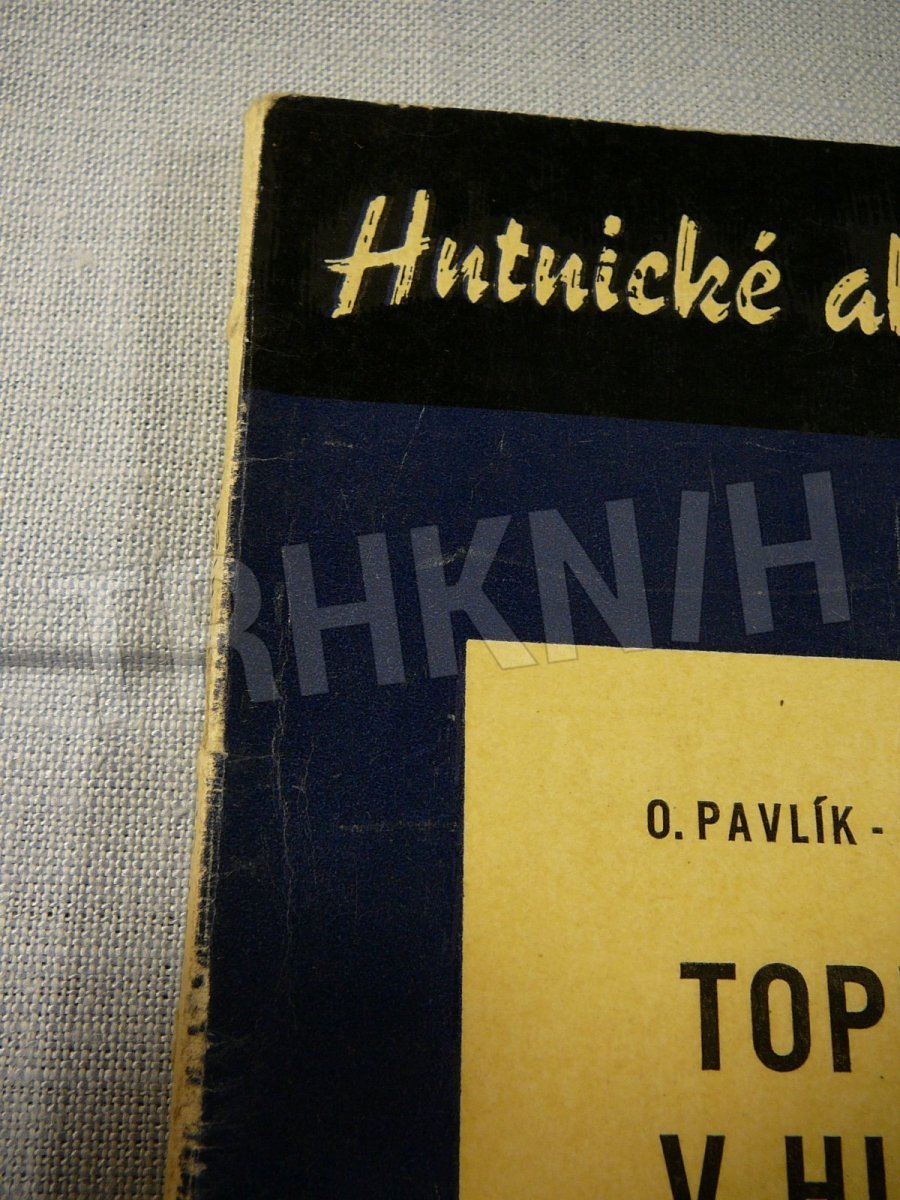 Hutnické
RHKN/H
O. PAVLÍK -
TOP
V